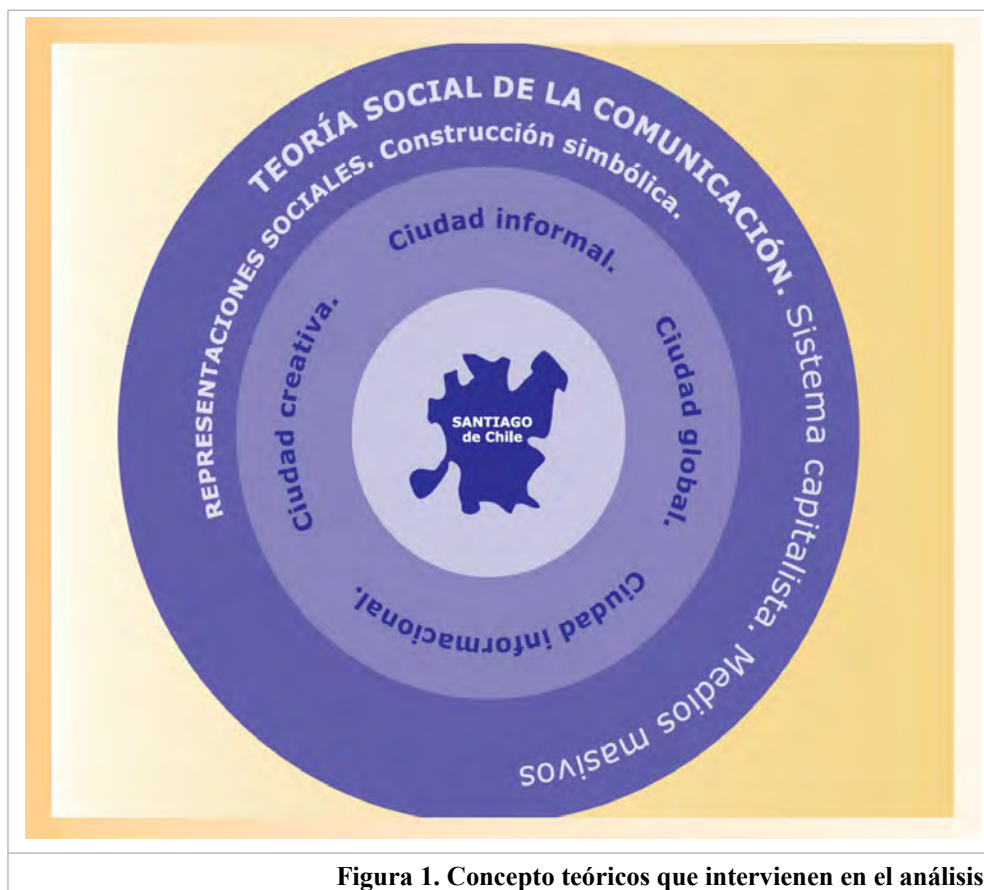 TEORÍA SOCIAL DE LA COMUNICACIÓN. Sistema capitalista. Medios masivos
REPRESENTACIONES SOCIALES. Construcción simbólica.
Ciudad informal.
Ciudad global.
Ciudad informacional.
Ciudad creativa.
SANTIAGO
de Chile
Figura 1. Concepto teóricos que intervienen en el análisis